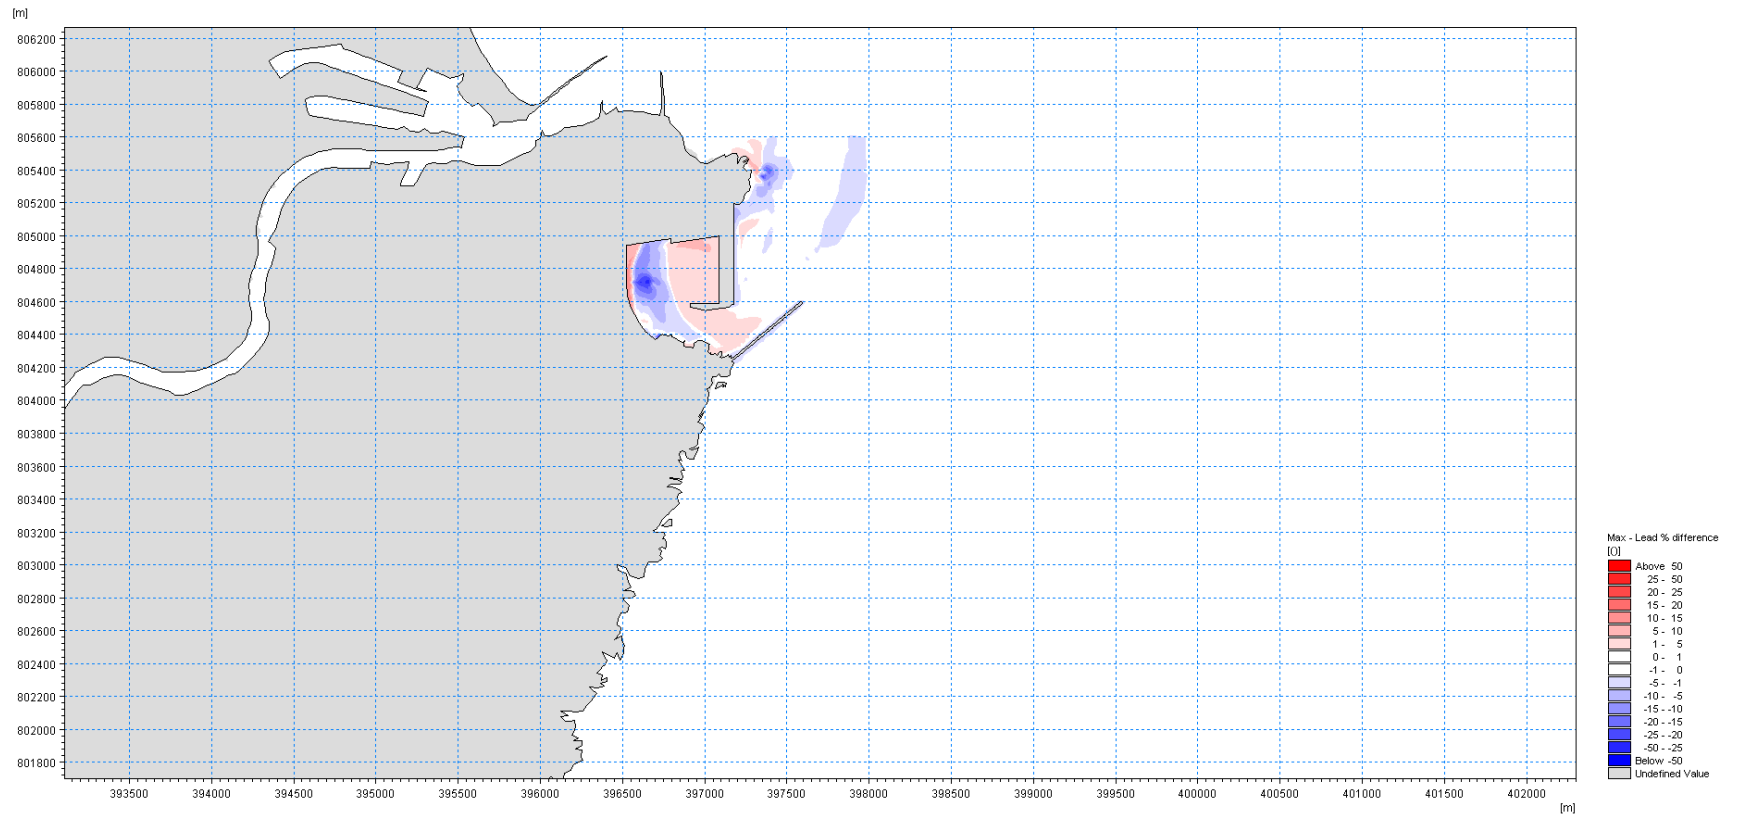 [m]
806200
806000
805800
805600
805400
805200
805000
804800
804600
804400
804200
804000
803800
803600
803400
803200
803000
802800
802600
802400
802200
802000
801800
393500 394000 394500 395000 395500 396000 396500 397000 397500 398000 398500 399000 399500 400000 400500 401000 401500 402000
[m]
Max - Lead % difference
[()]
Above 50
25 - 50
20 - 25
15 - 20
10 - 15
5 - 10
1 - 5
0 - 1
-1 - 0
-5 - -1
-10 - -5
-15 - -10
-20 - -15
-25 - -20
-50 - -25
Below -50
Undefined Value